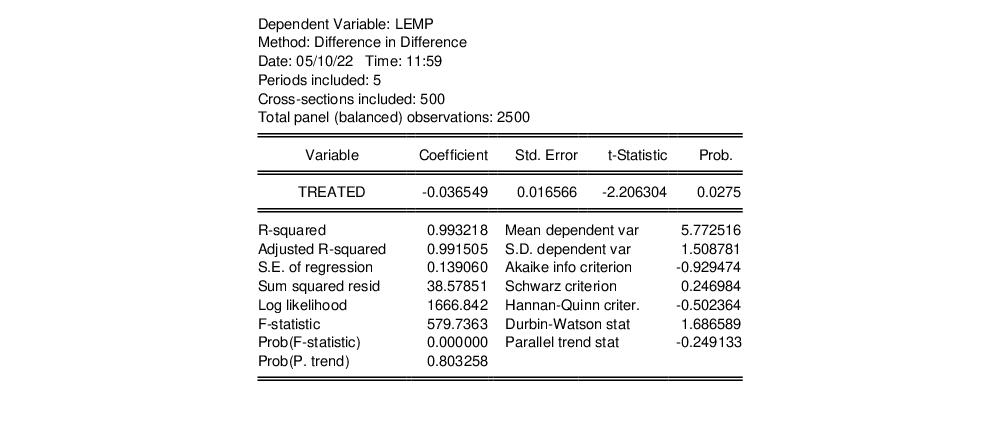 Dependent Variable: LEMP
Method: Difference in Difference
Date: 05/10/22 Time: 11:59
Periods included: 5
Cross-sections included: 500
Total panel (balanced) observations: 2500
Variable Coefficient Std. Error t-Statistic Prob.
TREATED -0.036549 0.016566 -2.206304 0.0275
R-squared 0.993218 Mean dependent var 5.772516
Adjusted R-squared 0.991505 S.D. dependent var 1.508781
S.E. of regression 0.139060 Akaike info criterion -0.929474
Sum squared resid 38.57851 Schwarz criterion 0.246984
Log likelihood 1666.842 Hannan-Quinn criter. -0.502364
F-statistic 579.7363 Durbin-Watson stat 1.686589
Prob(F-statistic) 0.000000 Parallel trend stat -0.249133
Prob(P. trend) 0.803258